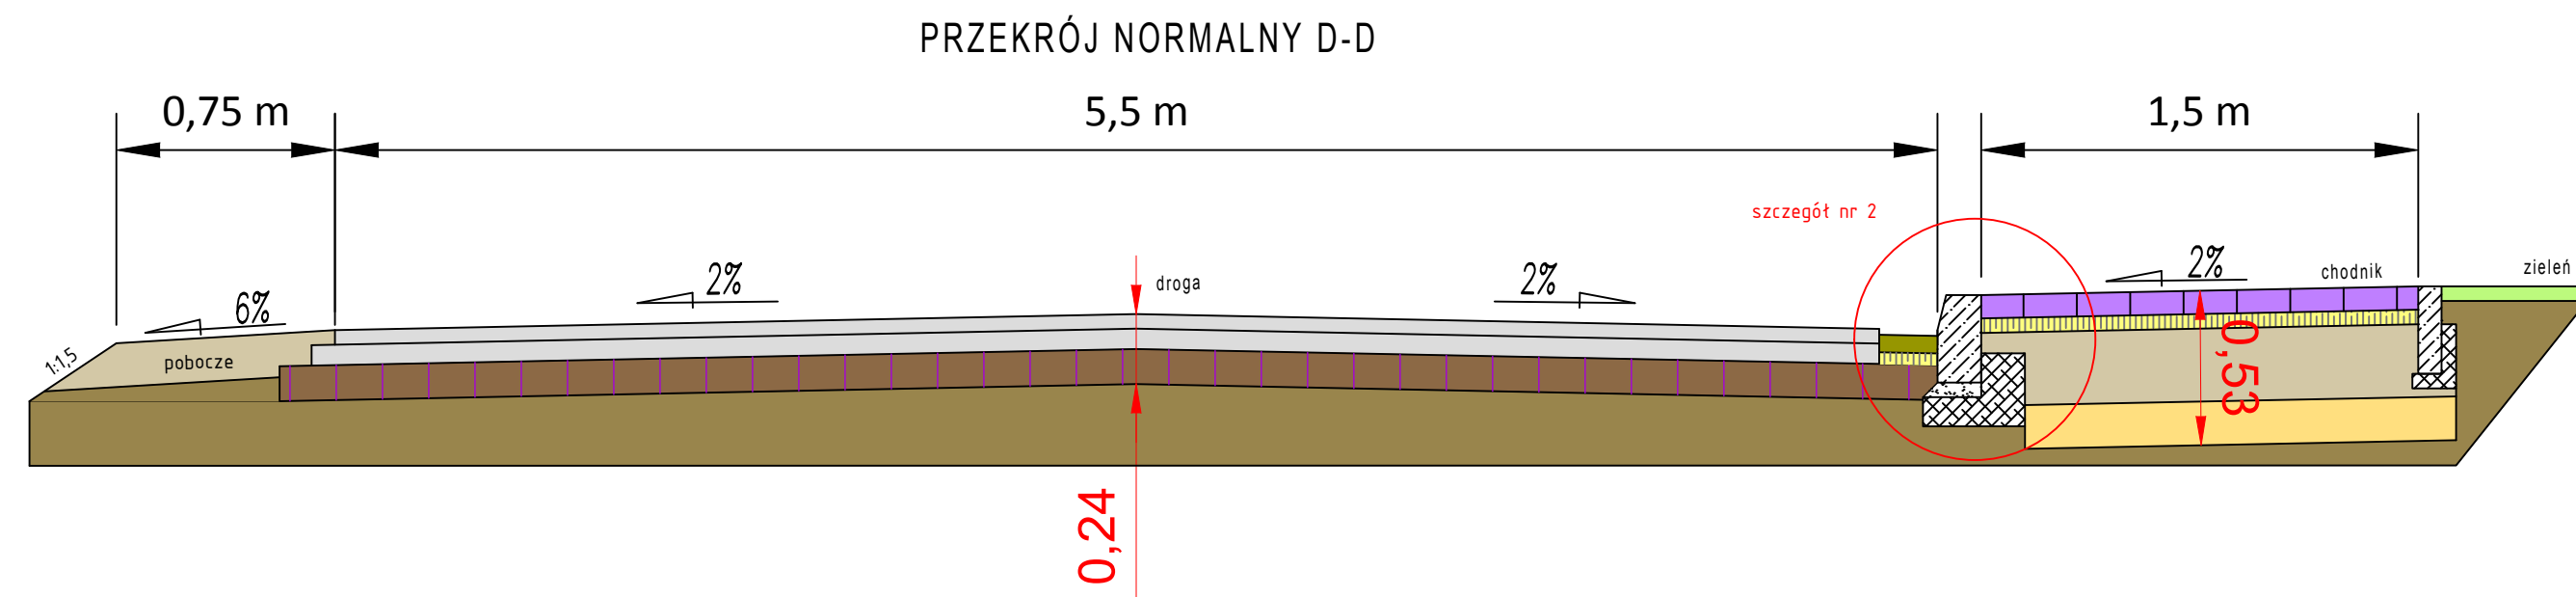 PRZEKRÓJ NORMALNY D-D
0,75 m
5,5 m
1,5 m
szczegół nr 2
2%
droga
2%
2%
chodnik
zieleń
6%
1:1,5
pobocze
0,53
0,24